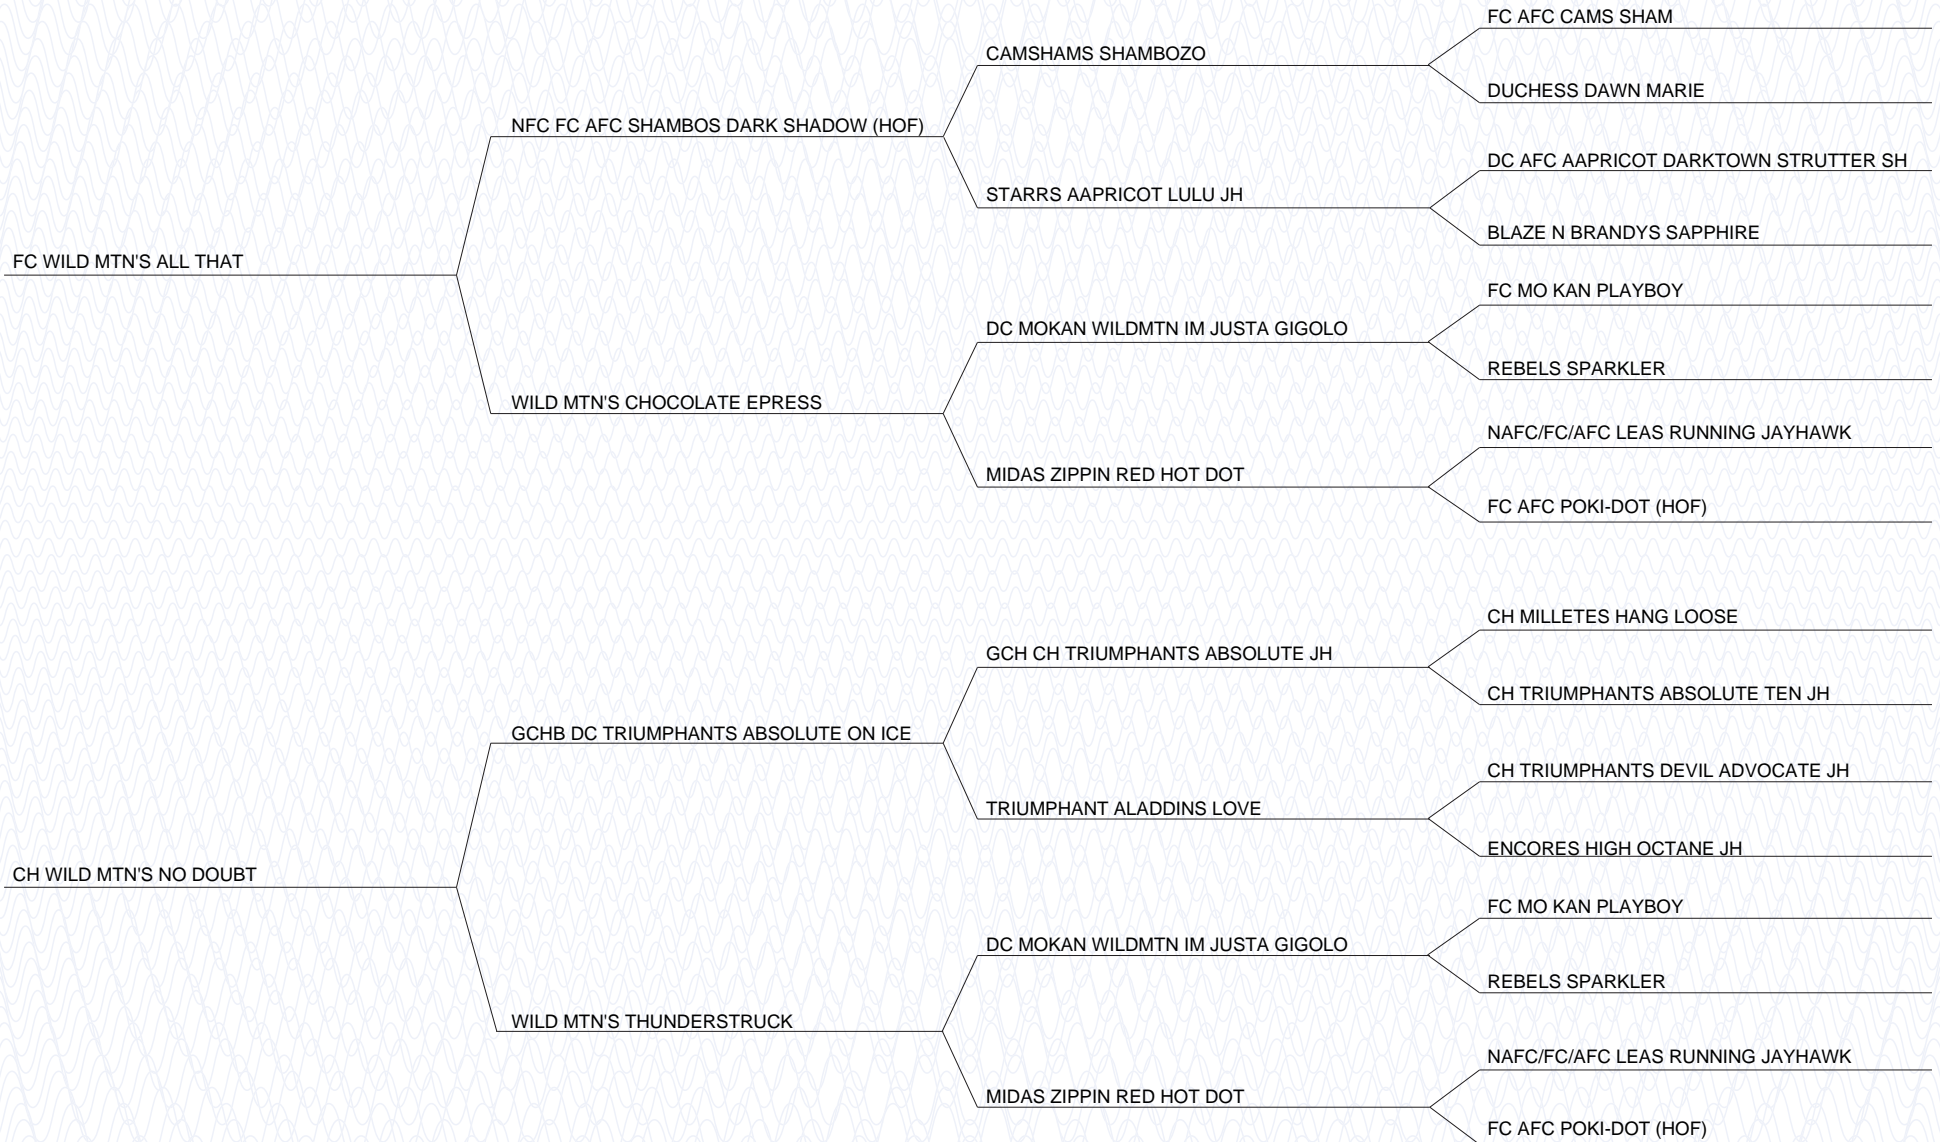 FC AFC CAMS SHAM
CAMSHAMS SHAMBOZO
DUCHESS DAWN MARIE
NFC FC AFC SHAMBOS DARK SHADOW (HOF)
DC AFC AAPRICOT DARKTOWN STRUTTER SH
STARRS AAPRICOT LULU JH
BLAZE N BRANDYS SAPPHIRE
FC WILD MTN'S ALL THAT
FC MO KAN PLAYBOY
DC MOKAN WILDMTN IM JUSTA GIGOLO
REBELS SPARKLER
WILD MTN'S CHOCOLATE EPRESS
NAFC/FC/AFC LEAS RUNNING JAYHAWK
MIDAS ZIPPIN RED HOT DOT
FC AFC POKI-DOT (HOF)
CH MILLETES HANG LOOSE
GCH CH TRIUMPHANTS ABSOLUTE JH
CH TRIUMPHANTS ABSOLUTE TEN JH
GCHB DC TRIUMPHANTS ABSOLUTE ON ICE
CH TRIUMPHANTS DEVIL ADVOCATE JH
TRIUMPHANT ALADDINS LOVE
ENCORES HIGH OCTANE JH
CH WILD MTN'S NO DOUBT
FC MO KAN PLAYBOY
DC MOKAN WILDMTN IM JUSTA GIGOLO
REBELS SPARKLER
WILD MTN'S THUNDERSTRUCK
NAFC/FC/AFC LEAS RUNNING JAYHAWK
MIDAS ZIPPIN RED HOT DOT
FC AFC POKI-DOT (HOF)